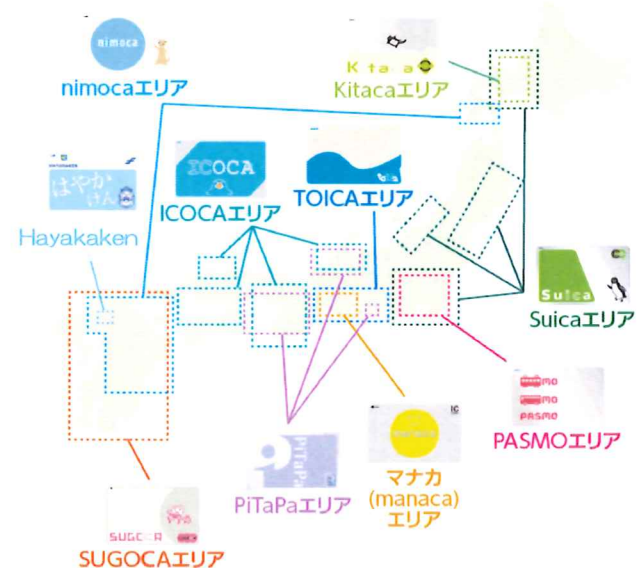 nimoca
nimocaエリア
Kitaca
Kitacaエリア
ICOCA
ICOCAエリア
TOICAエリア
はやか
けん
Hayakaken
Suica
Suicaエリア
PASMO
PASMOエリア
PiTaPa
PiTaPaエリア
IC
マナカ
(manaca)
エリア
SUGOCAエリア